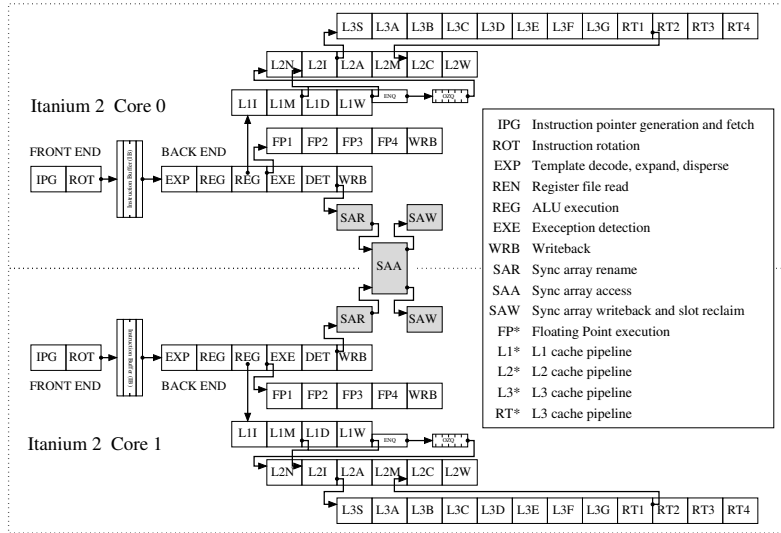 L3S L3A L3B L3C L3D L3E L3F L3G RT1 RT2 RT3 RT4
L2N L2I L2A L2M L2C L2W
L1I L1M L1D L1W ENQ OZQ
Itanium 2 Core 0
FP1 FP2 FP3 FP4 WRB
FRONT END
Instruction Buffer (IB)
BACK END
IPG ROT
EXP REG REG EXE DET WRB
SAR SAW
SAA
SAR SAW
IPG ROT
Instruction Buffer (IB)
EXP REG REG EXE DET WRB
FRONT END
BACK END
FP1 FP2 FP3 FP4 WRB
L1I L1M L1D L1W ENQ OZQ
Itanium 2 Core 1
L2N L2I L2A L2M L2C L2W
L3S L3A L3B L3C L3D L3E L3F L3G RT1 RT2 RT3 RT4
IPG Instruction pointer generation and fetch
ROT Instruction rotation
EXP Template decode, expand, disperse
REN Register file read
REG ALU execution
EXE Exeception detection
WRB Writeback
SAR Sync array rename
SAA Sync array access
SAW Sync array writeback and slot reclaim
FP* Floating Point execution
L1* L1 cache pipeline
L2* L2 cache pipeline
L3* L3 cache pipeline
RT* L3 cache pipeline